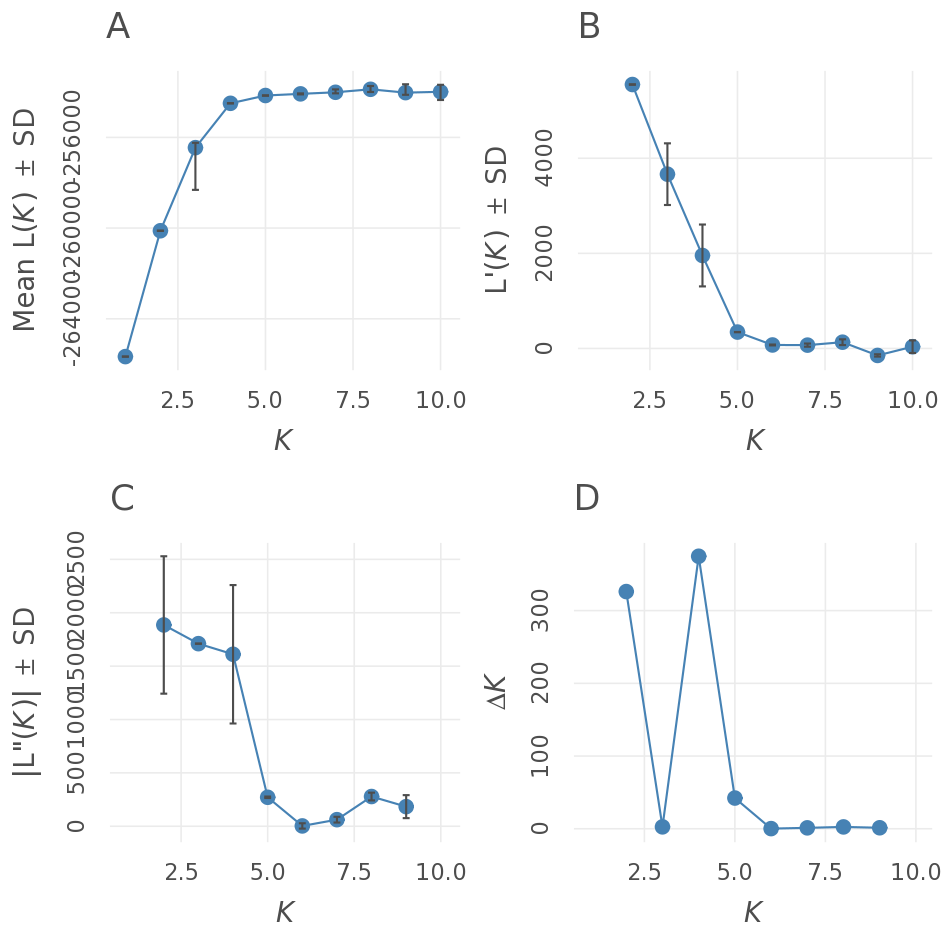 A
Mean L(K) ± SD
-256000
-260000
-264000
2.5 5.0 7.5 10.0
K
B
L'(K) ± SD
4000
2000
0
2.5 5.0 7.5 10.0
K
C
|L"(K)| ± SD
2500
2000
1500
1000
500
0
2.5 5.0 7.5 10.0
K
D
ΔK
300
200
100
0
2.5 5.0 7.5 10.0
K